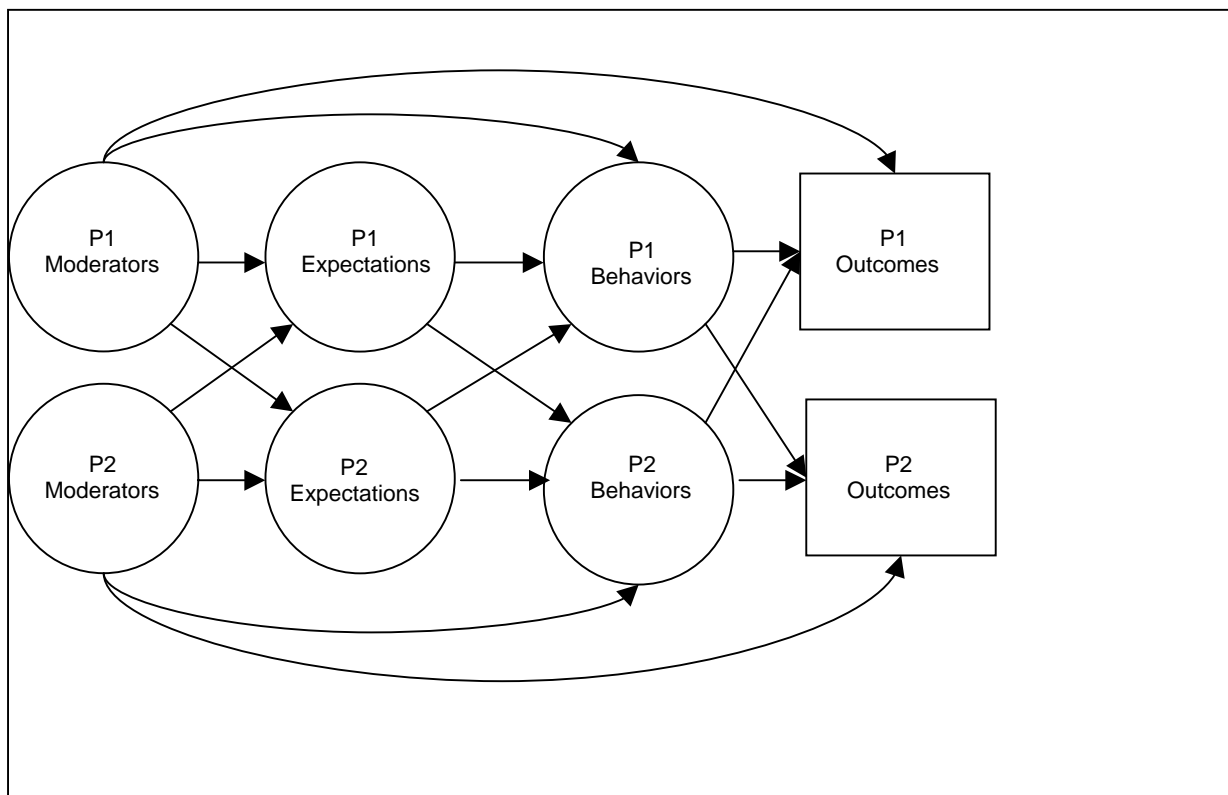 P1
Moderators
P1
Expectations
P1
Behaviors
P1
Outcomes
P2
Moderators
P2
Expectations
P2
Behaviors
P2
Outcomes